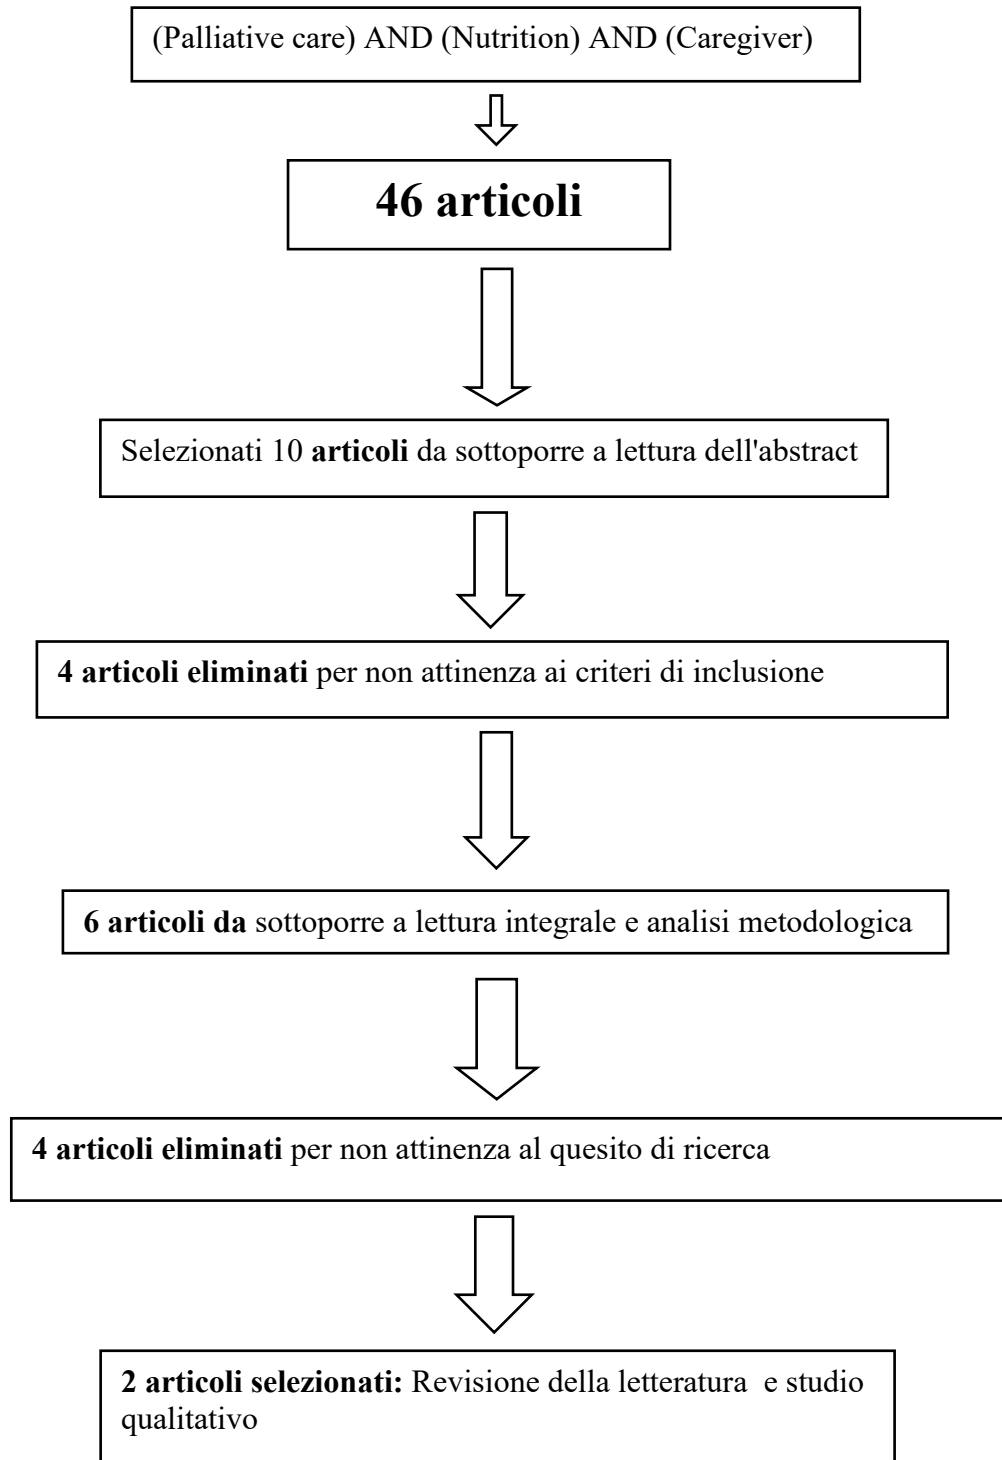 (Palliative care) AND (Nutrition) AND (Caregiver)
46 articoli
Selezionati 10 articoli da sottoporre a lettura dell'abstract
4 articoli eliminati per non attinenza ai criteri di inclusione
6 articoli da sottoporre a lettura integrale e analisi metodologica
4 articoli eliminati per non attinenza al quesito di ricerca
2 articoli selezionati: Revisione della letteratura e studio
qualitativo